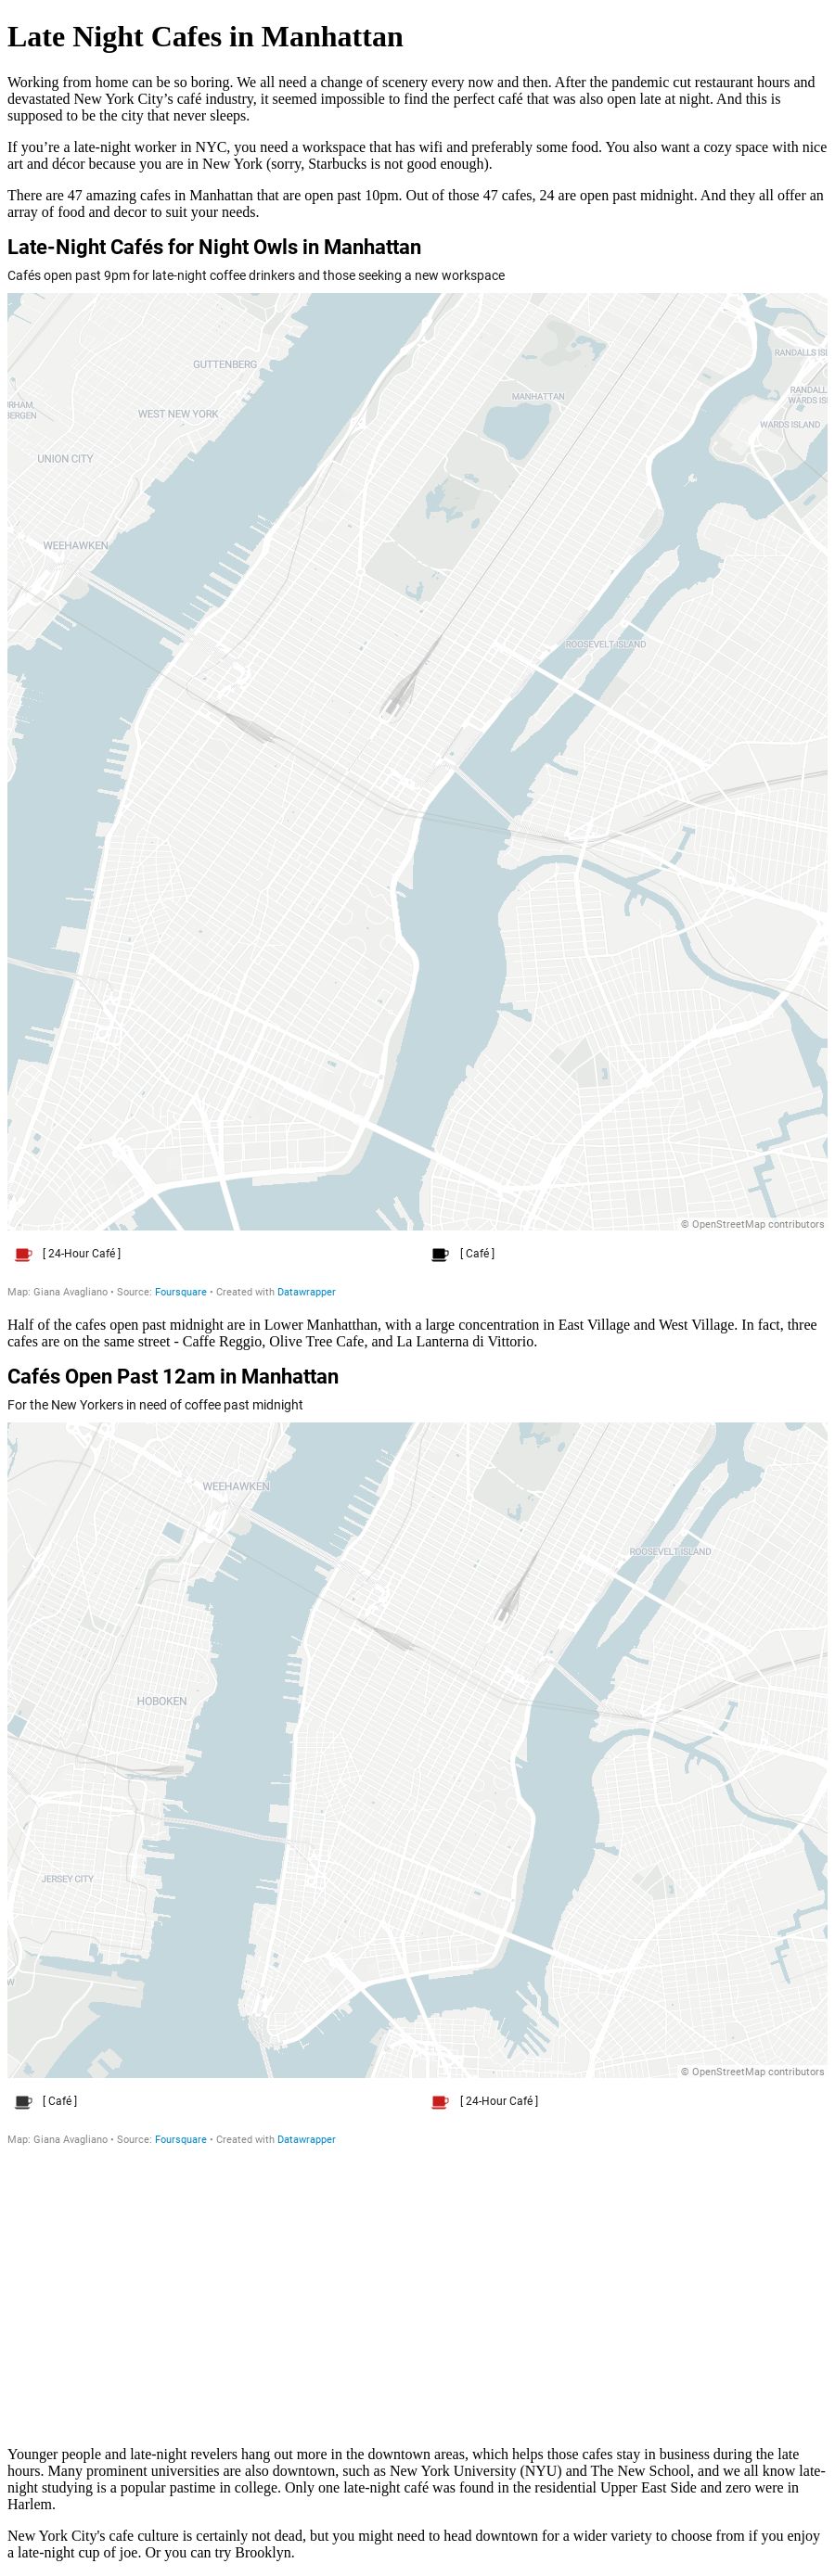 Late Night Cafes in Manhattan
Working from home can be so boring. We all need a change of scenery every now and then. After the pandemic cut restaurant hours and
devastated New York City’s café industry, it seemed impossible to find the perfect café that was also open late at night. And this is
supposed to be the city that never sleeps.
If you’re a late-night worker in NYC, you need a workspace that has wifi and preferably some food. You also want a cozy space with nice
art and décor because you are in New York (sorry, Starbucks is not good enough).
There are 47 amazing cafes in Manhattan that are open past 10pm. Out of those 47 cafes, 24 are open past midnight. And they all offer an
array of food and decor to suit your needs.
Late-Night Cafés for Night Owls in Manhattan
Cafés open past 9pm for late-night coffee drinkers and those seeking a new workspace
RANDALLS ISL
GUTTENBERG
RANDALL
WARDS ISL
MANHATTAN
URHAM,
BERGEN
WEST NEW YORK
WARDS ISLAND
UNION CITY
WEEHAWKEN
ROOSEVELT ISLAND
© OpenStreetMap contributors
[ 24-Hour Café ]
[ Café ]
Map: Giana Avagliano • Source: Foursquare • Created with Datawrapper
Half of the cafes open past midnight are in Lower Manhatthan, with a large concentration in East Village and West Village. In fact, three
cafes are on the same street - Caffe Reggio, Olive Tree Cafe, and La Lanterna di Vittorio.
Cafés Open Past 12am in Manhattan
For the New Yorkers in need of coffee past midnight
WEEHAWKEN
ROOSEVELT ISLAND
HOBOKEN
JERSEY CITY
W
© OpenStreetMap contributors
[ Café ]
[ 24-Hour Café ]
Map: Giana Avagliano • Source: Foursquare • Created with Datawrapper
Younger people and late-night revelers hang out more in the downtown areas, which helps those cafes stay in business during the late
hours. Many prominent universities are also downtown, such as New York University (NYU) and The New School, and we all know late-
night studying is a popular pastime in college. Only one late-night café was found in the residential Upper East Side and zero were in
Harlem.
New York City's cafe culture is certainly not dead, but you might need to head downtown for a wider variety to choose from if you enjoy
a late-night cup of joe. Or you can try Brooklyn.